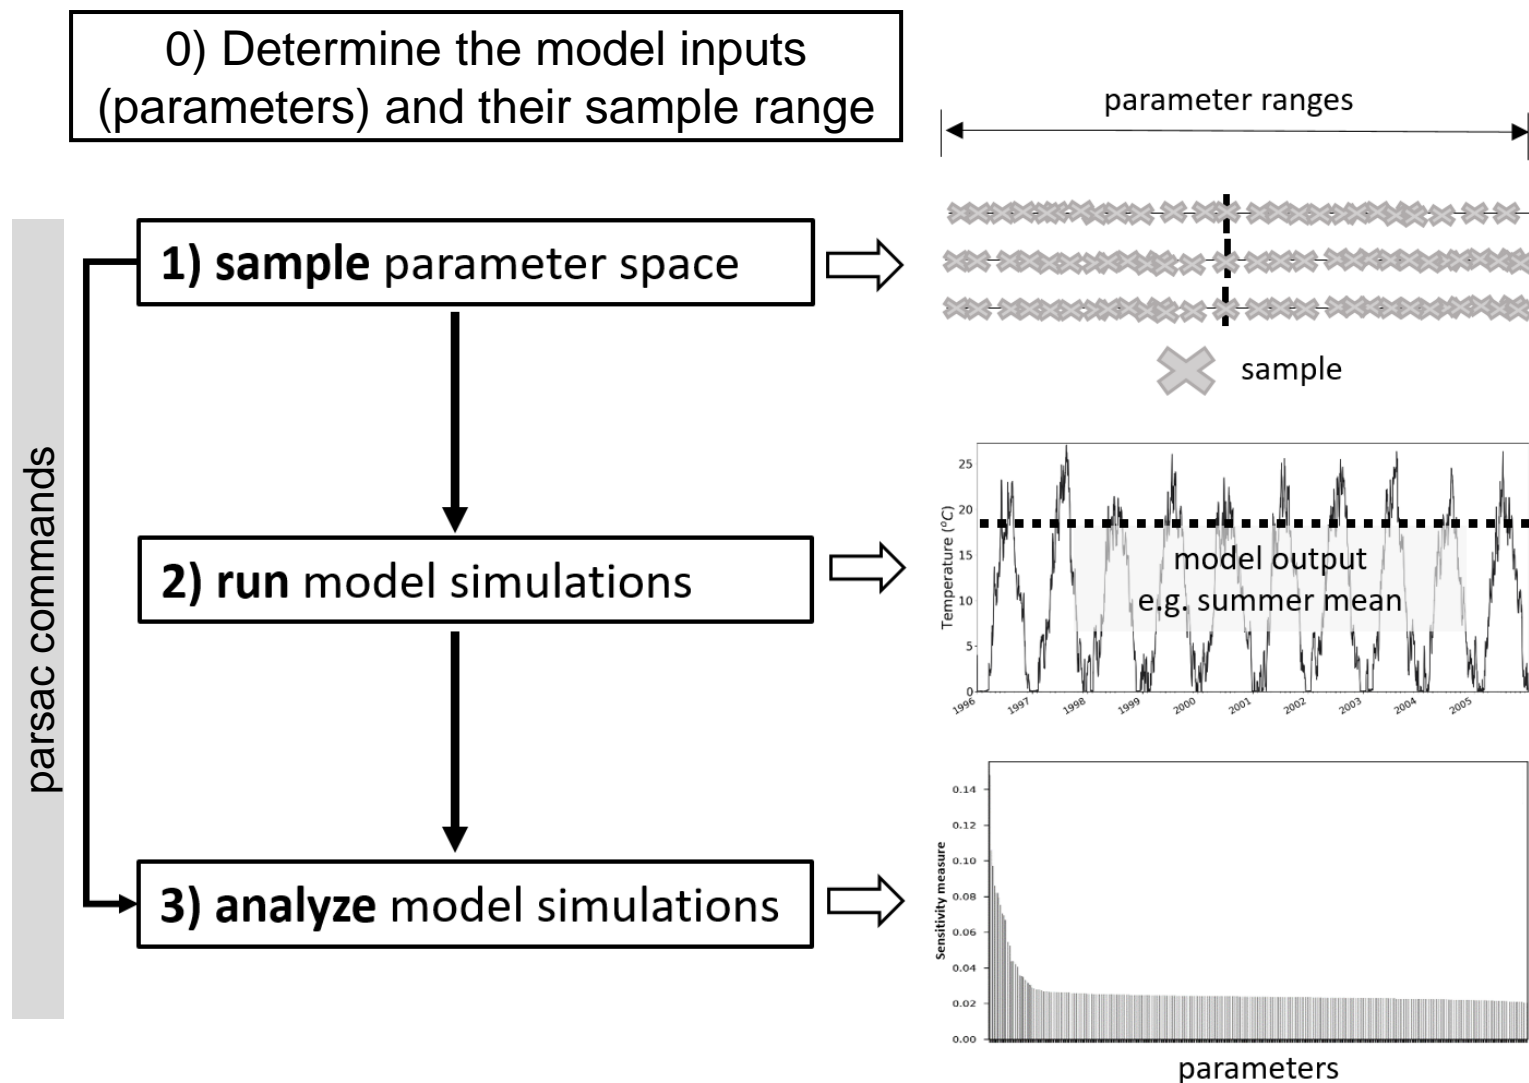 0) Determine the model inputs
(parameters) and their sample range
parameter ranges
parsac commands
1) sample parameter space
sample
2) run model simulations
Temperature (°C)
25
20
15
10
5
0
model output
e.g. summer mean
1996
1997
1998
1999
2000
2001
2002
2003
2004
2005
3) analyze model simulations
Sensitivity measure
0.14
0.12
0.10
0.08
0.06
0.04
0.02
0.00
parameters